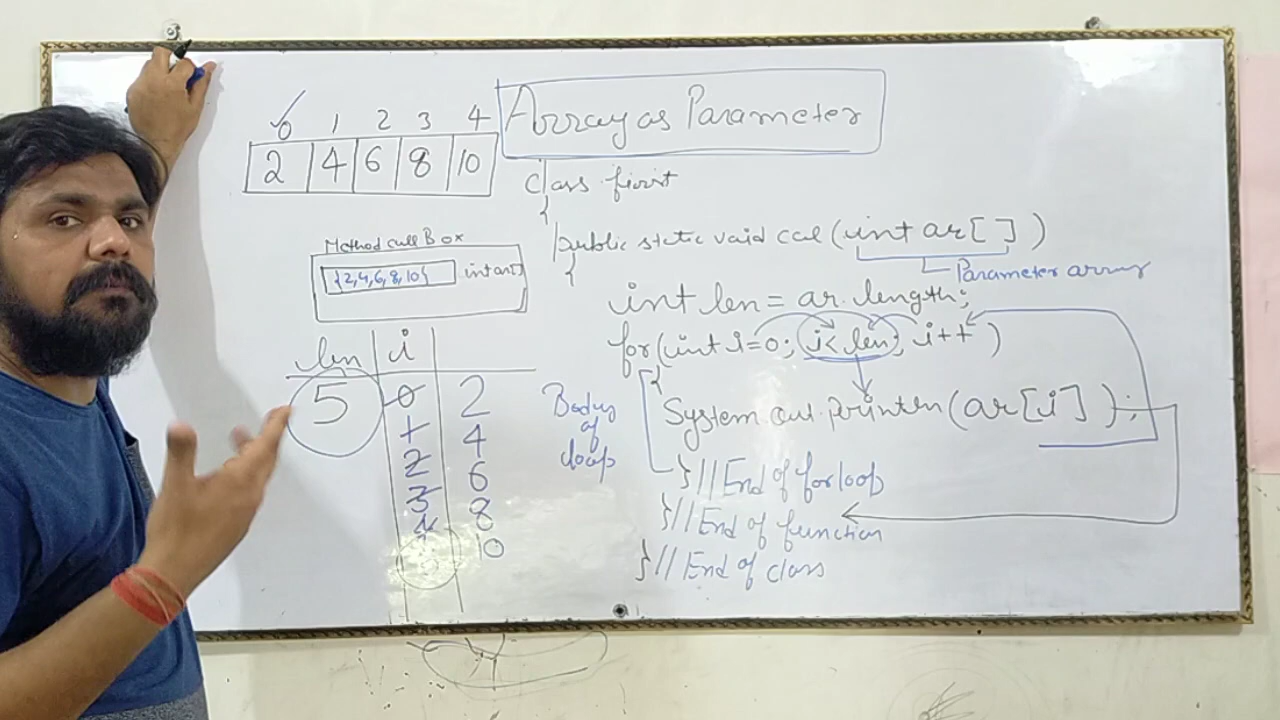 Array as Parameter
0 1 2 3 4
2 4 6 8 10
class first
{
public static void cal (int ar[ ])
{
Parameter array
Method call Box
{2,4,6,8,10} int ar[]
int len = ar.length;
for(int i=0; i<len; i++)
{
System.out.println(ar[i]);
} // End of for loop
} // End of function
} // End of class
Body
of
loop
len i
5 0 2
1 4
2 6
3 8
4 10